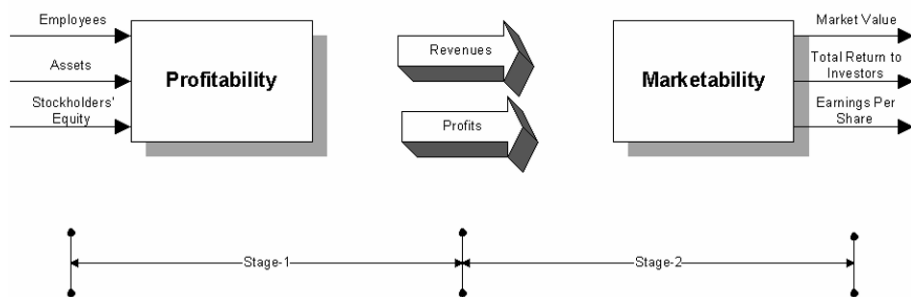 Employees
Assets
Stockholders'
Equity
Profitability
Revenues
Profits
Marketability
Market Value
Total Return to
Investors
Earnings Per
Share
Stage-1
Stage-2